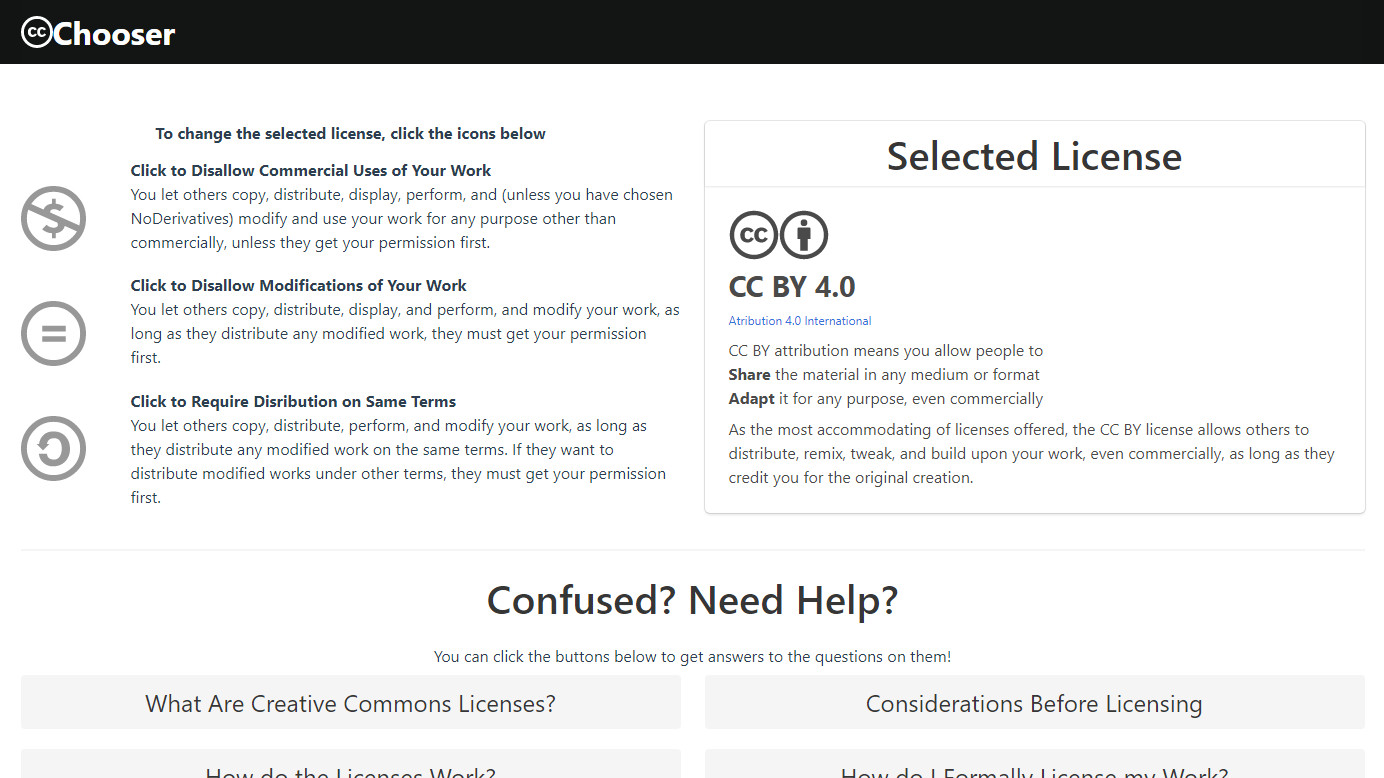 cc Chooser
To change the selected license, click the icons below
Click to Disallow Commercial Uses of Your Work
You let others copy, distribute, display, perform, and (unless you have chosen
NoDerivatives) modify and use your work for any purpose other than
commercially, unless they get your permission first.
Click to Disallow Modifications of Your Work
You let others copy, distribute, display, and perform, and modify your work, as
long as they distribute any modified work, they must get your permission
first.
Click to Require Disribution on Same Terms
You let others copy, distribute, perform, and modify your work, as long as
they distribute any modified work on the same terms. If they want to
distribute modified works under other terms, they must get your permission
first.
Selected License
cc
CC BY 4.0
Atribution 4.0 International
CC BY attribution means you allow people to
Share the material in any medium or format
Adapt it for any purpose, even commercially
As the most accommodating of licenses offered, the CC BY license allows others to
distribute, remix, tweak, and build upon your work, even commercially, as long as they
credit you for the original creation.
Confused? Need Help?
You can click the buttons below to get answers to the questions on them!
What Are Creative Commons Licenses?
Considerations Before Licensing
How do the Licenses Work?
How do I Formally License my Work?